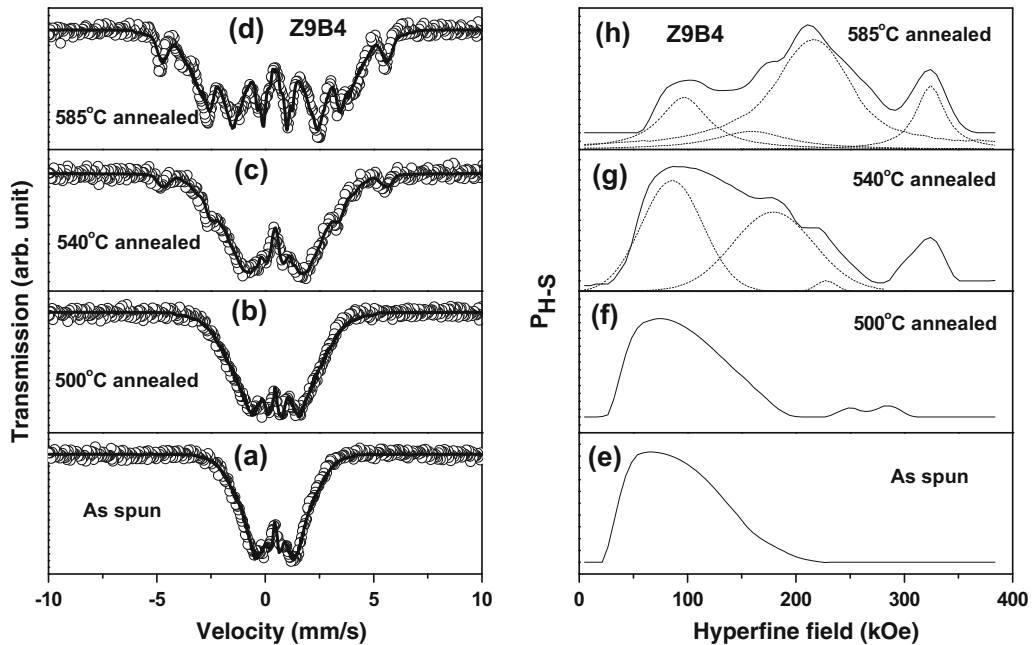 (d) Z9B4
585°C annealed
(c)
540°C annealed
(b)
500°C annealed
(a)
As spun
-10 -5 0 5 10
Velocity (mm/s)
Transmission (arb. unit)
(h) Z9B4
585°C annealed
(g)
540°C annealed
(f)
500°C annealed
(e)
As spun
0 100 200 300 400
Hyperfine field (kOe)
P_H-S